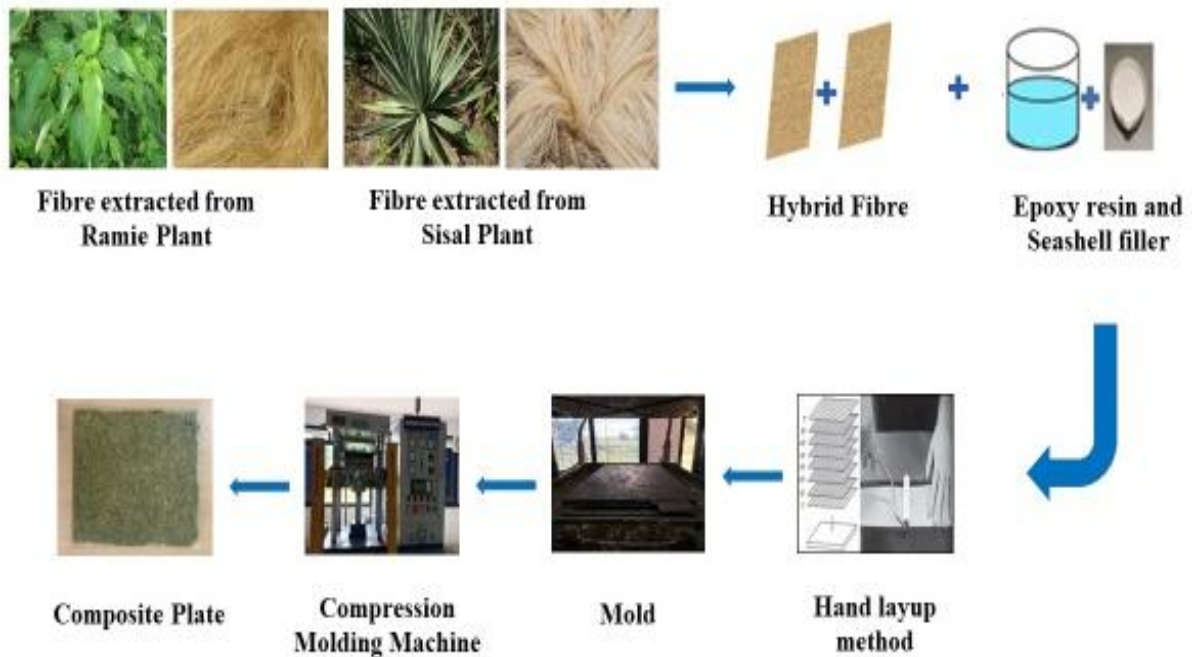 Fibre extracted from
Ramie Plant
Fibre extracted from
Sisal Plant
Hybrid Fibre
Epoxy resin and
Seashell filler
Composite Plate
Compression
Molding Machine
Mold
Hand layup
method